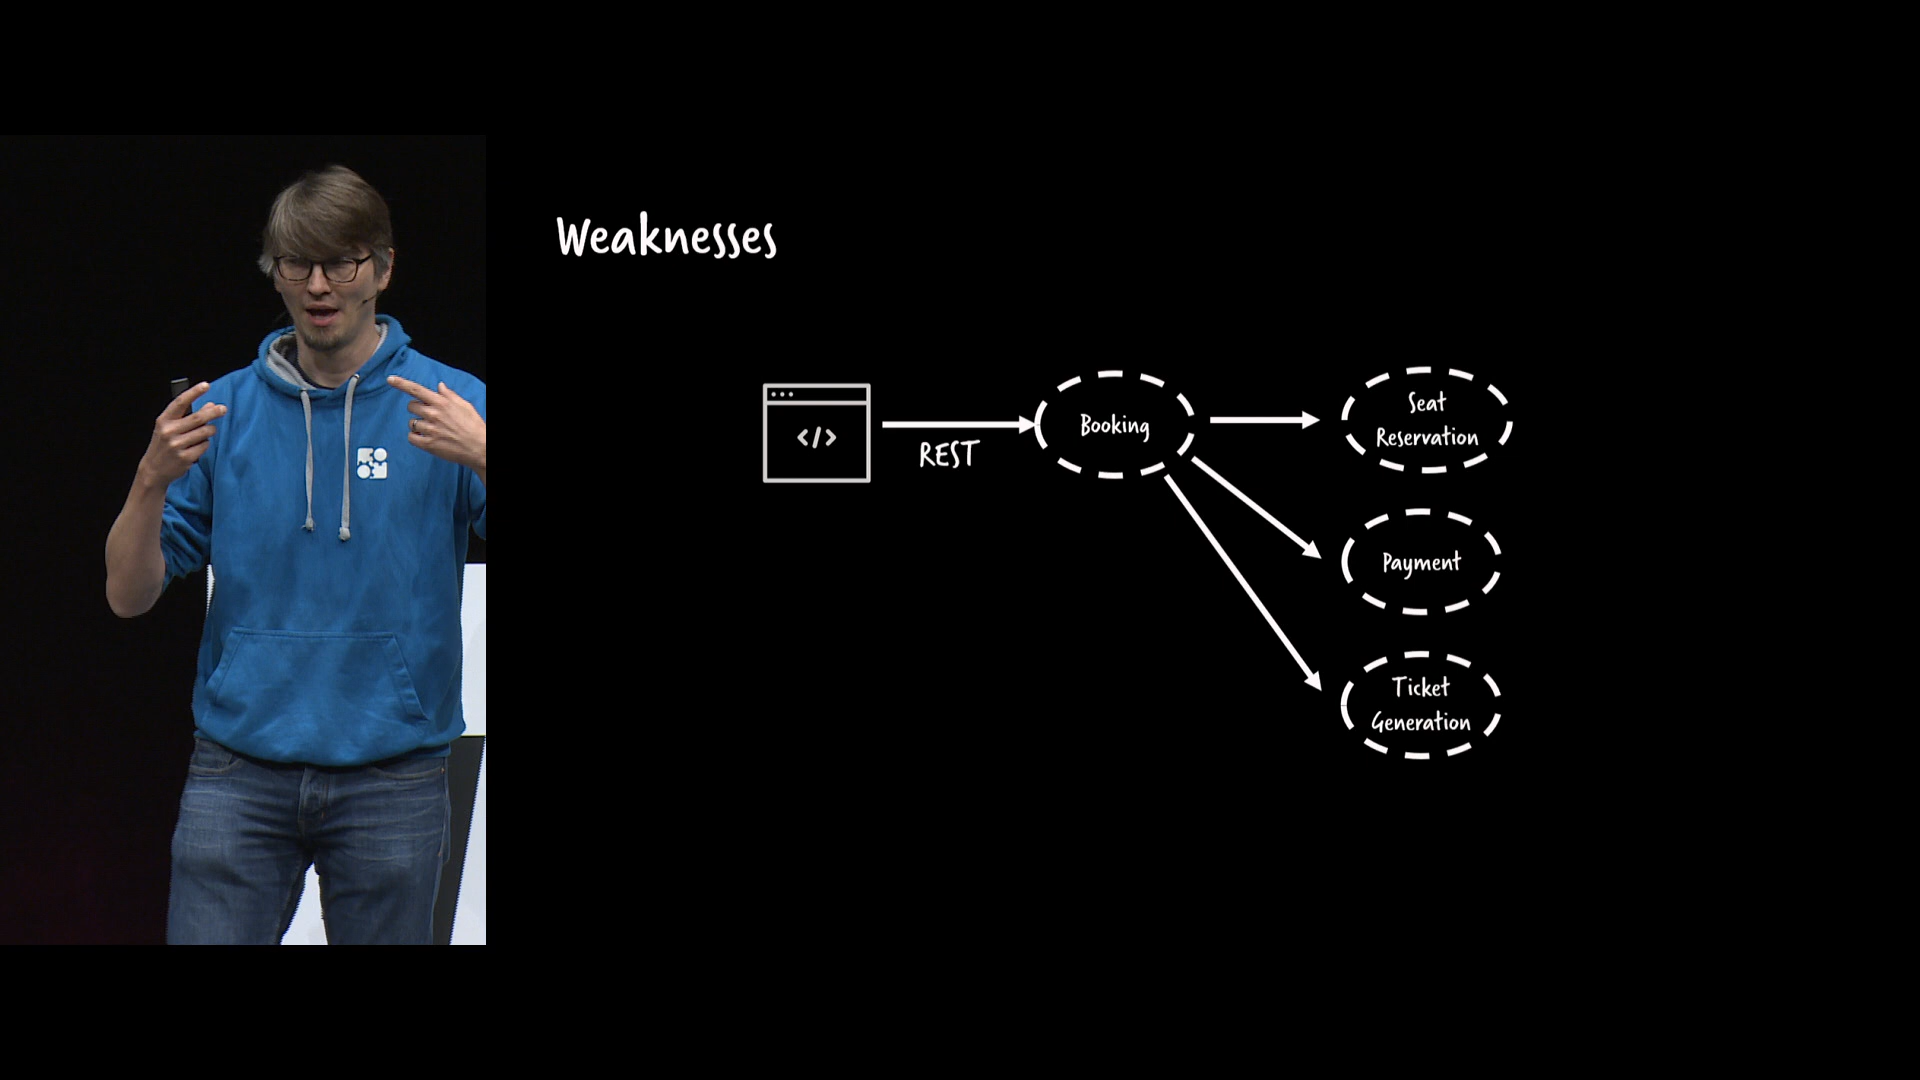 Weaknesses
</>
REST
Booking
Seat
Reservation
Payment
Ticket
Generation